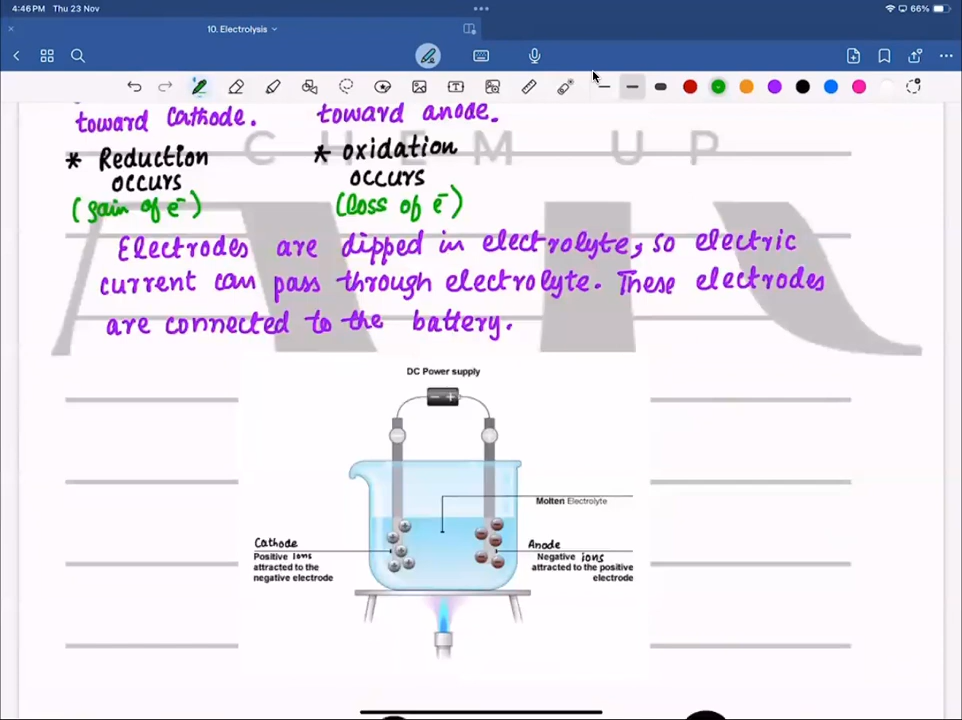 4:46 PM Thu 23 Nov
66%
10. Electrolysis
toward cathode.
toward anode.
CHEM UP
* Reduction
occurs
(gain of e⁻)
* oxidation
occurs
(loss of e⁻)
Electrodes are dipped in electrolyte, so electric
current can pass through electrolyte. These electrodes
are connected to the battery.
DC Power supply
− +
Molten Electrolyte
Cathode
Positive ions
attracted to the
negative electrode
Anode
Negative ions
attracted to the positive
electrode